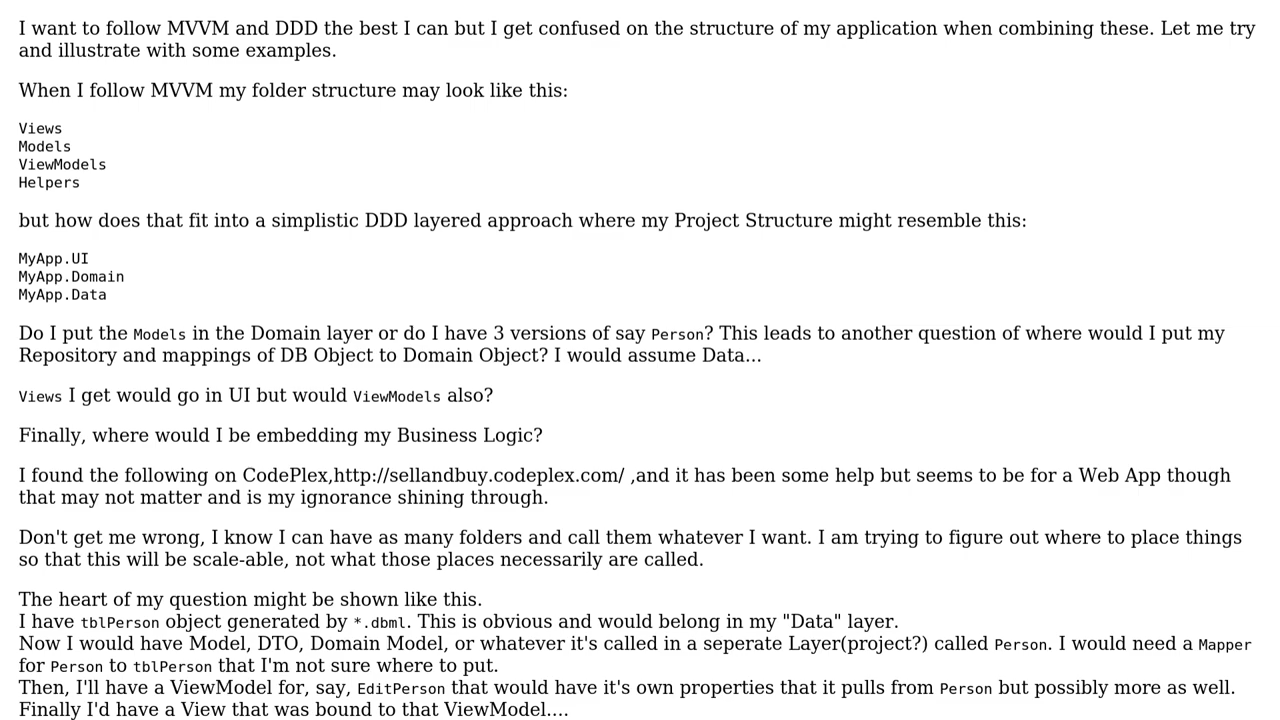 I want to follow MVVM and DDD the best I can but I get confused on the structure of my application when combining these. Let me try
and illustrate with some examples.
When I follow MVVM my folder structure may look like this:
Views
Models
ViewModels
Helpers
but how does that fit into a simplistic DDD layered approach where my Project Structure might resemble this:
MyApp.UI
MyApp.Domain
MyApp.Data
Do I put the Models in the Domain layer or do I have 3 versions of say Person? This leads to another question of where would I put my
Repository and mappings of DB Object to Domain Object? I would assume Data...
Views I get would go in UI but would ViewModels also?
Finally, where would I be embedding my Business Logic?
I found the following on CodePlex,http://sellandbuy.codeplex.com/ ,and it has been some help but seems to be for a Web App though
that may not matter and is my ignorance shining through.
Don't get me wrong, I know I can have as many folders and call them whatever I want. I am trying to figure out where to place things
so that this will be scale-able, not what those places necessarily are called.
The heart of my question might be shown like this.
I have tblPerson object generated by *.dbml. This is obvious and would belong in my "Data" layer.
Now I would have Model, DTO, Domain Model, or whatever it's called in a seperate Layer(project?) called Person. I would need a Mapper
for Person to tblPerson that I'm not sure where to put.
Then, I'll have a ViewModel for, say, EditPerson that would have it's own properties that it pulls from Person but possibly more as well.
Finally I'd have a View that was bound to that ViewModel....